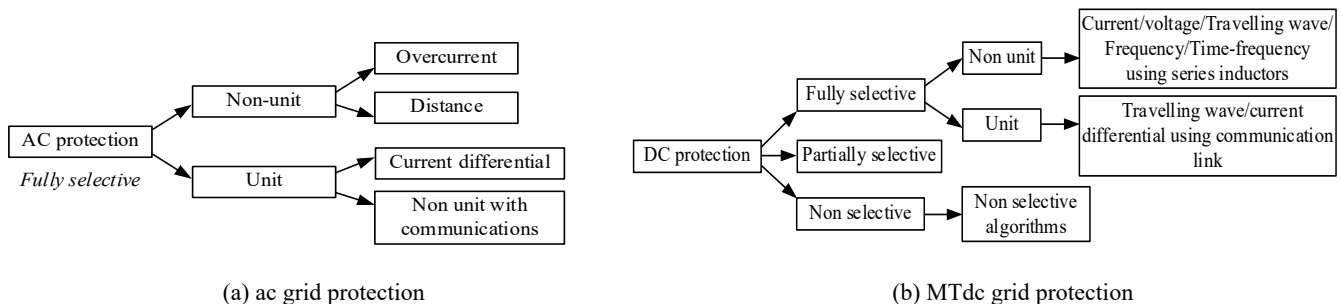 AC protection
Fully selective
Non-unit
Unit
Overcurrent
Distance
Current differential
Non unit with
communications
(a) ac grid protection
DC protection
Fully selective
Partially selective
Non selective
Non unit
Unit
Current/voltage/Travelling wave/
Frequency/Time-frequency
using series inductors
Travelling wave/current
differential using communication
link
Non selective
algorithms
(b) MTdc grid protection